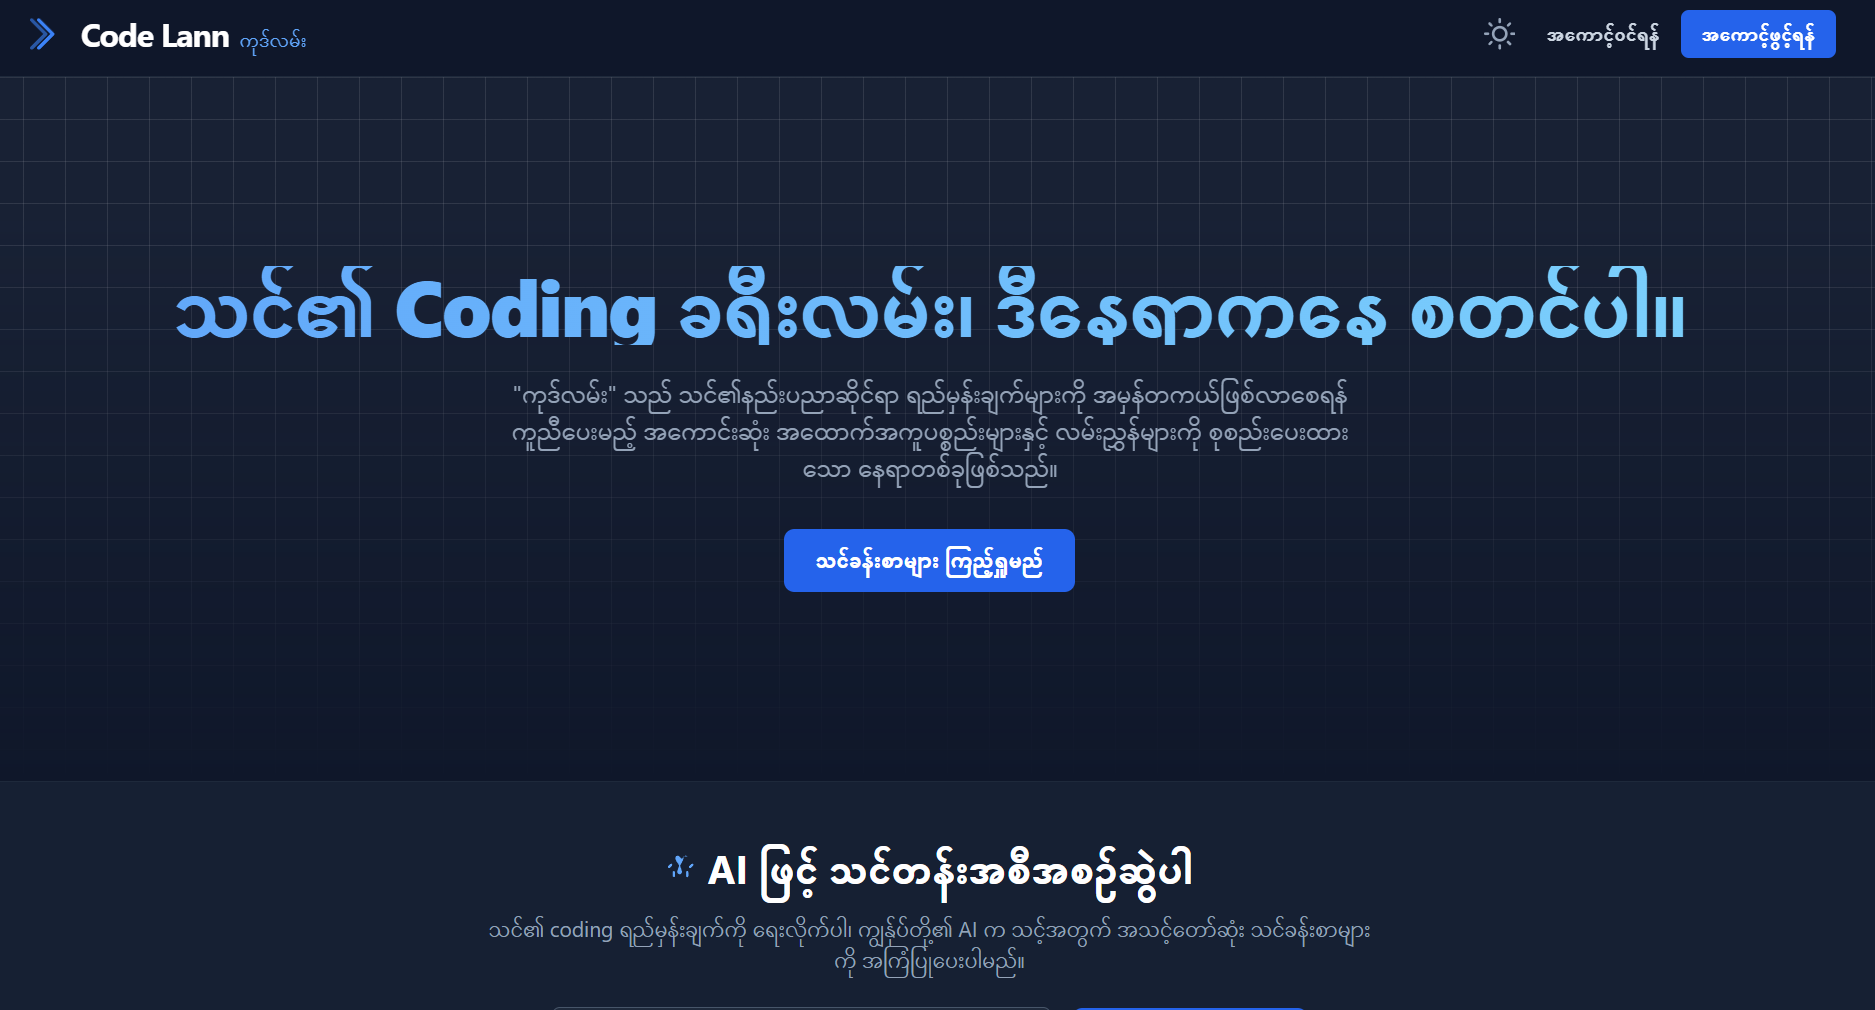 Code Lann ကုဒ်လမ်း
အကောင့်ဝင်ရန်
အကောင့်ဖွင့်ရန်
သင်၏ Coding ခရီးလမ်း၊ ဒီနေရာကနေ စတင်ပါ။
"ကုဒ်လမ်း" သည် သင်၏နည်းပညာဆိုင်ရာ ရည်မှန်းချက်များကို အမှန်တကယ်ဖြစ်လာစေရန်
ကူညီပေးမည့် အကောင်းဆုံး အထောက်အကူပစ္စည်းများနှင့် လမ်းညွှန်များကို စုစည်းပေးထား
သော နေရာတစ်ခုဖြစ်သည်။
သင်ခန်းစာများ ကြည့်ရှုမည်
AI ဖြင့် သင်တန်းအစီအစဉ်ဆွဲပါ
သင်၏ coding ရည်မှန်းချက်ကို ရေးလိုက်ပါ၊ ကျွန်ုပ်တို့၏ AI က သင့်အတွက် အသင့်တော်ဆုံး သင်ခန်းစာများ
ကို အကြံပြုပေးပါမည်။